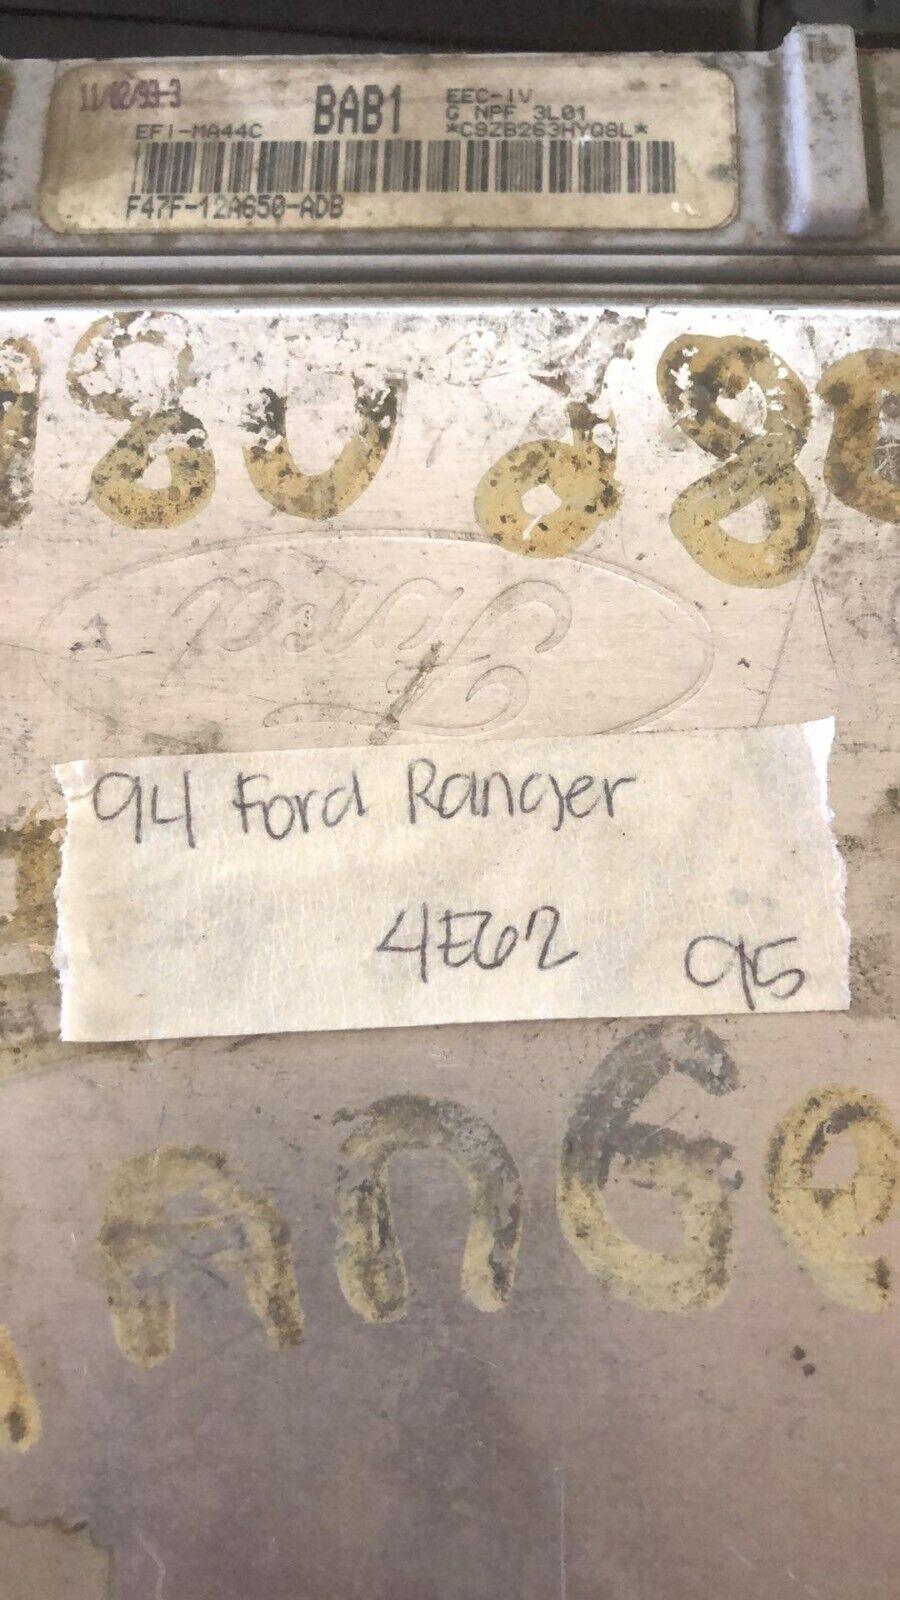 11/02/93-3
BAB1
EEC-IV
G NPF 3L01
EFI-MA44C
*C9ZB263HYQ8L*
F47F-12A650-ADB
Ford
94 Ford Ranger
4E62
95
AnGe